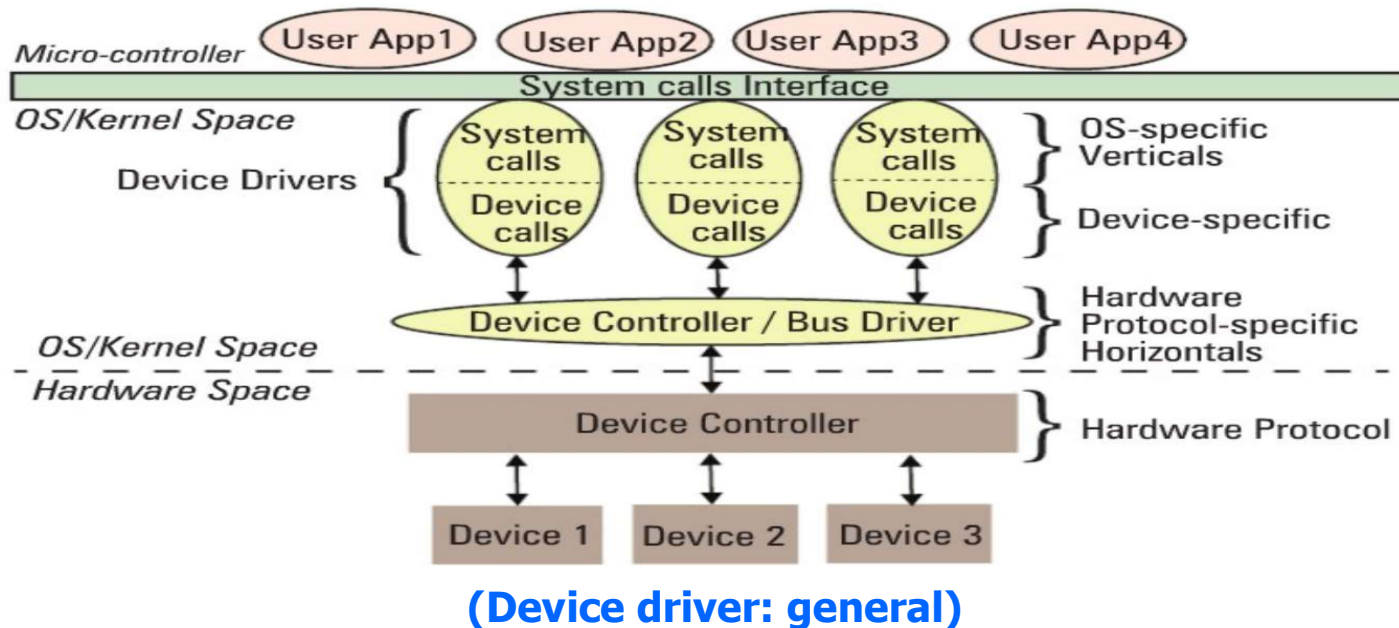 User App1
User App2
User App3
User App4
Micro-controller
System calls Interface
OS/Kernel Space
Device Drivers
System
calls
Device
calls
System
calls
Device
calls
System
calls
Device
calls
OS-specific
Verticals
Device-specific
Device Controller / Bus Driver
Hardware
Protocol-specific
Horizontals
OS/Kernel Space
Hardware Space
Device Controller
Hardware Protocol
Device 1
Device 2
Device 3
(Device driver: general)